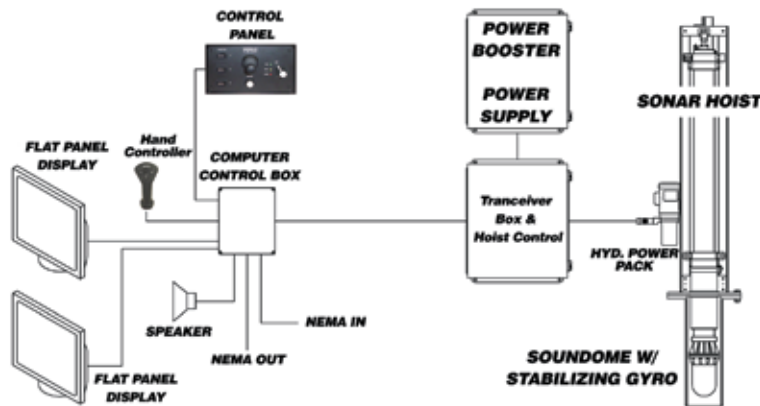 CONTROL
PANEL
POWER
BOOSTER
POWER
SUPPLY
SONAR HOIST
FLAT PANEL
DISPLAY
Hand
Controller
COMPUTER
CONTROL BOX
Tranceiver
Box &
Hoist Control
HYD. POWER
PACK
SPEAKER
NEMA IN
NEMA OUT
FLAT PANEL
DISPLAY
SOUNDOME W/
STABILIZING GYRO